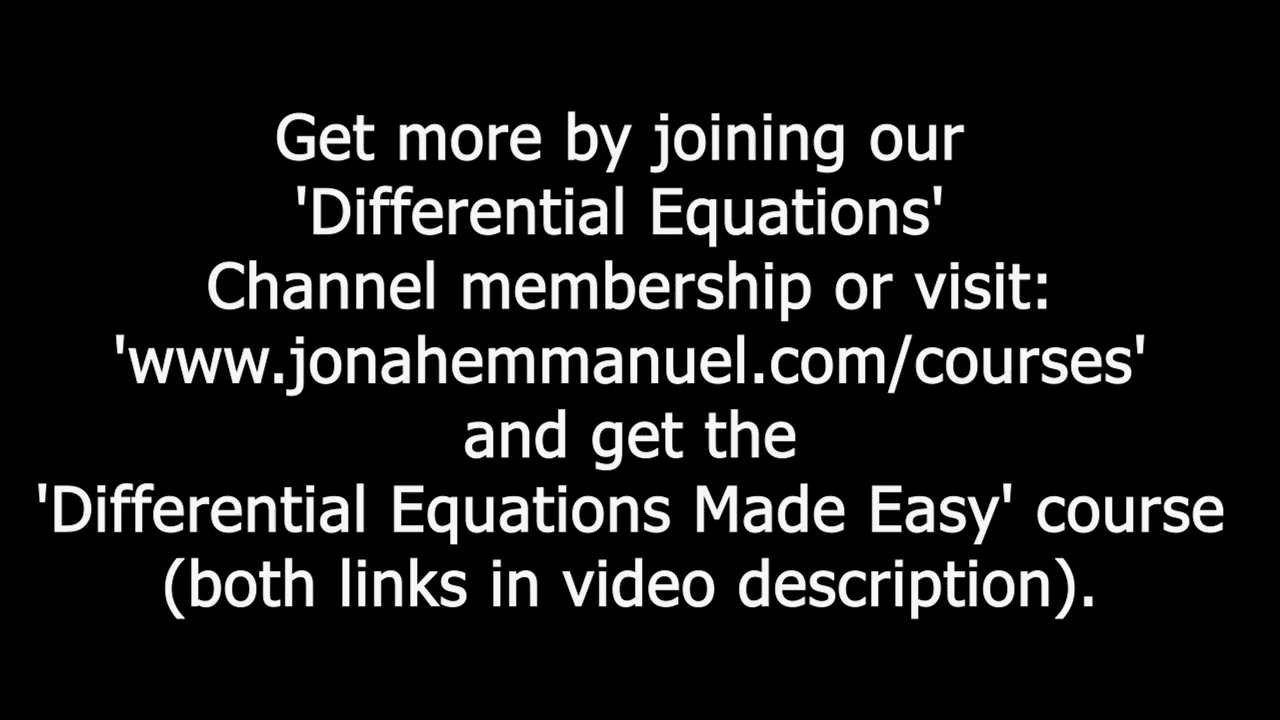 Get more by joining our
'Differential Equations'
Channel membership or visit:
'www.jonahemmanuel.com/courses'
and get the
'Differential Equations Made Easy' course
(both links in video description).